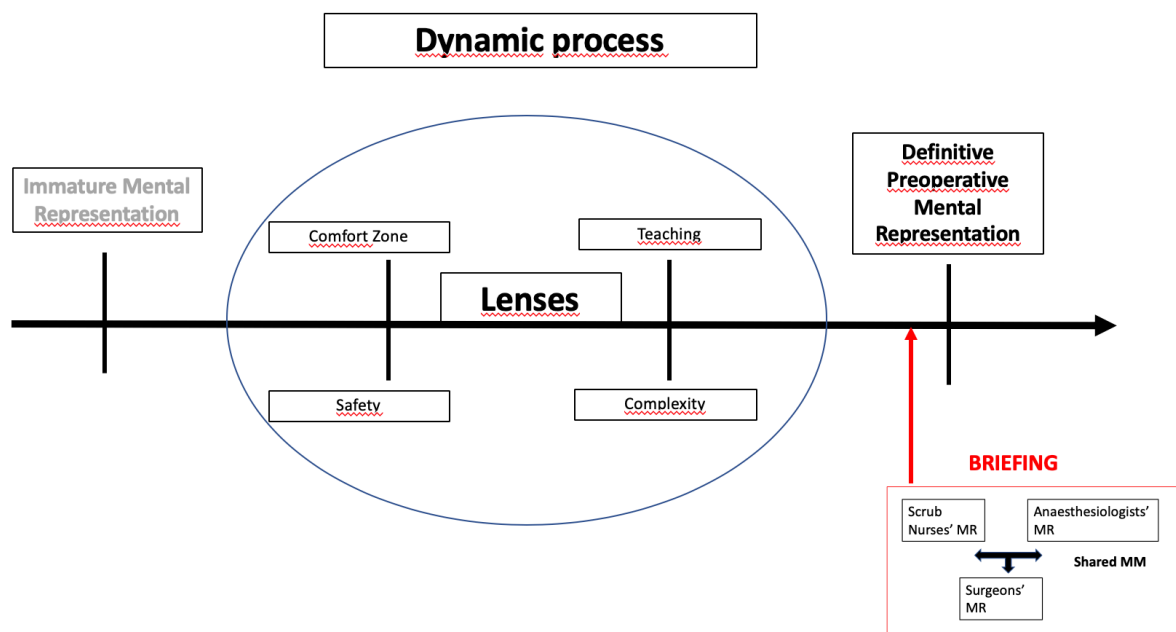 Dynamic process
Immature Mental
Representation
Definitive
Preoperative
Mental
Representation
Comfort Zone
Teaching
Lenses
Safety
Complexity
BRIEFING
Scrub
Nurses’ MR
Anaesthesiologists’
MR
Shared MM
Surgeons’
MR